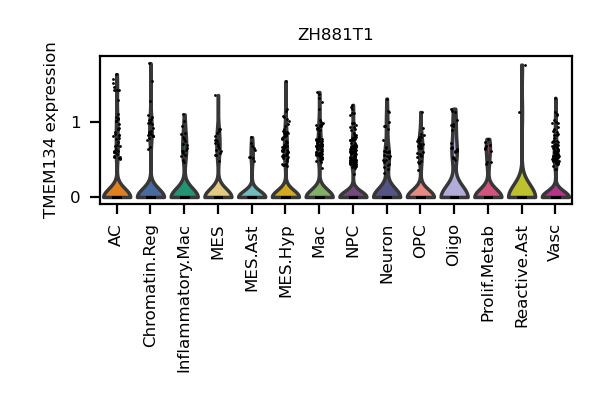 ZH881T1
TMEM134 expression
1
0
AC
Chromatin.Reg
Inflammatory.Mac
MES
MES.Ast
MES.Hyp
Mac
NPC
Neuron
OPC
Oligo
Prolif.Metab
Reactive.Ast
Vasc